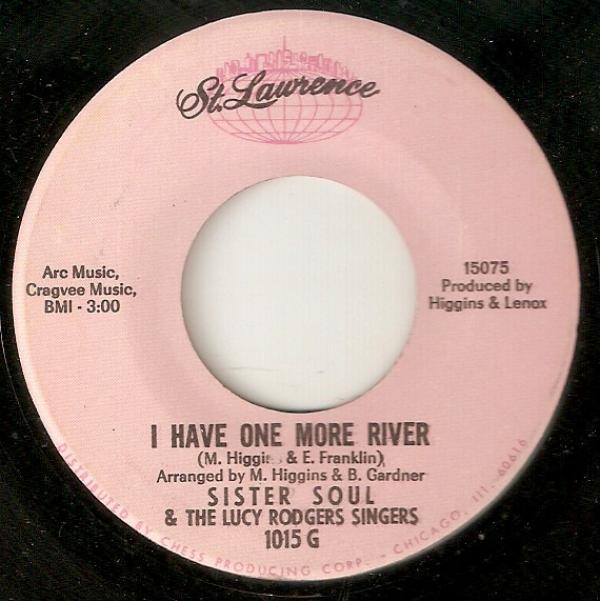 St. Lawrence
Arc Music,
Cragvee Music,
BMI - 3:00
15075
Produced by
Higgins & Lenox
I HAVE ONE MORE RIVER
(M. & E. Franklin)
Arranged by M. Higgins & B. Gardner
SISTER SOUL
& THE LUCY RODGERS SINGERS
1015 G
DISTRIBUTED BY CHESS PRODUCING CORP. - CHICAGO, Ill. 60616